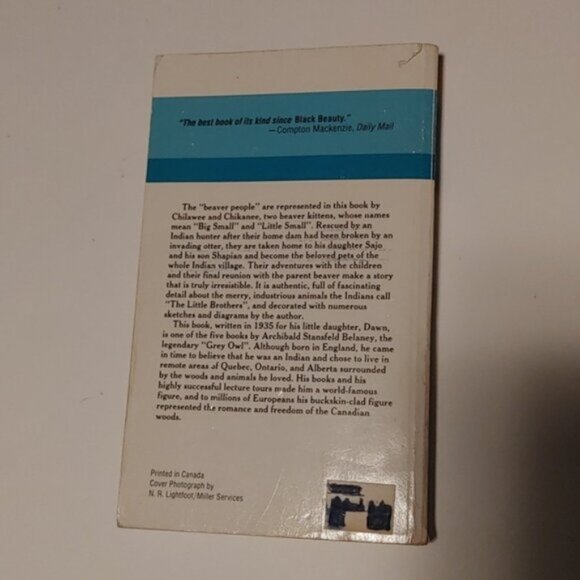 "The best book of its kind since Black Beauty."
—Compton Mackenzie, Daily Mail
The "beaver people" are represented in this book by
Chilawee and Chikanee, two beaver kittens, whose names
mean "Big Small" and "Little Small". Rescued by an
Indian hunter after their home dam had been broken by an
invading otter, they are taken home to his daughter Sajo
and his son Shapian and become the beloved pets of the
whole Indian village. Their adventures with the children
and their final reunion with the parent beaver make a story
that is truly irresistible. It is authentic, full of fascinating
detail about the merry, industrious animals the Indians call
"The Little Brothers", and decorated with numerous
sketches and diagrams by the author.
This book, written in 1935 for his little daughter, Dawn,
is one of the five books by Archibald Stansfeld Belaney, the
legendary "Grey Owl". Although born in England, he came
in time to believe that he was an Indian and chose to live in
remote areas of Quebec, Ontario, and Alberta surrounded
by the woods and animals he loved. His books and his
highly successful lecture tours made him a world-famous
figure, and to millions of Europeans his buckskin-clad figure
represented the romance and freedom of the Canadian
woods.
Printed in Canada
Cover Photograph by
N. R. Lightfoot/Miller Services